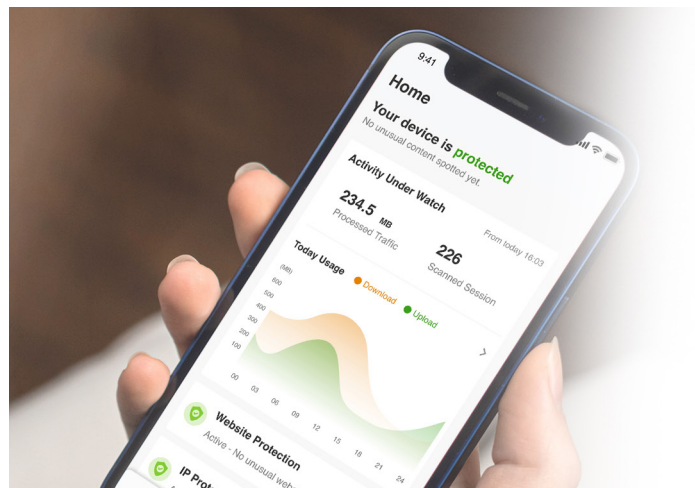 9:41
Home
Your device is protected
No unusual content spotted yet.
Activity Under Watch
From today 16:03
234.5 MB
Processed Traffic
226
Scanned Session
Today Usage
Download
Upload
(MB)
600
500
400
300
200
100
00 03 06 09 12 15 18 21 24
Website Protection
Active - No unusual
IP